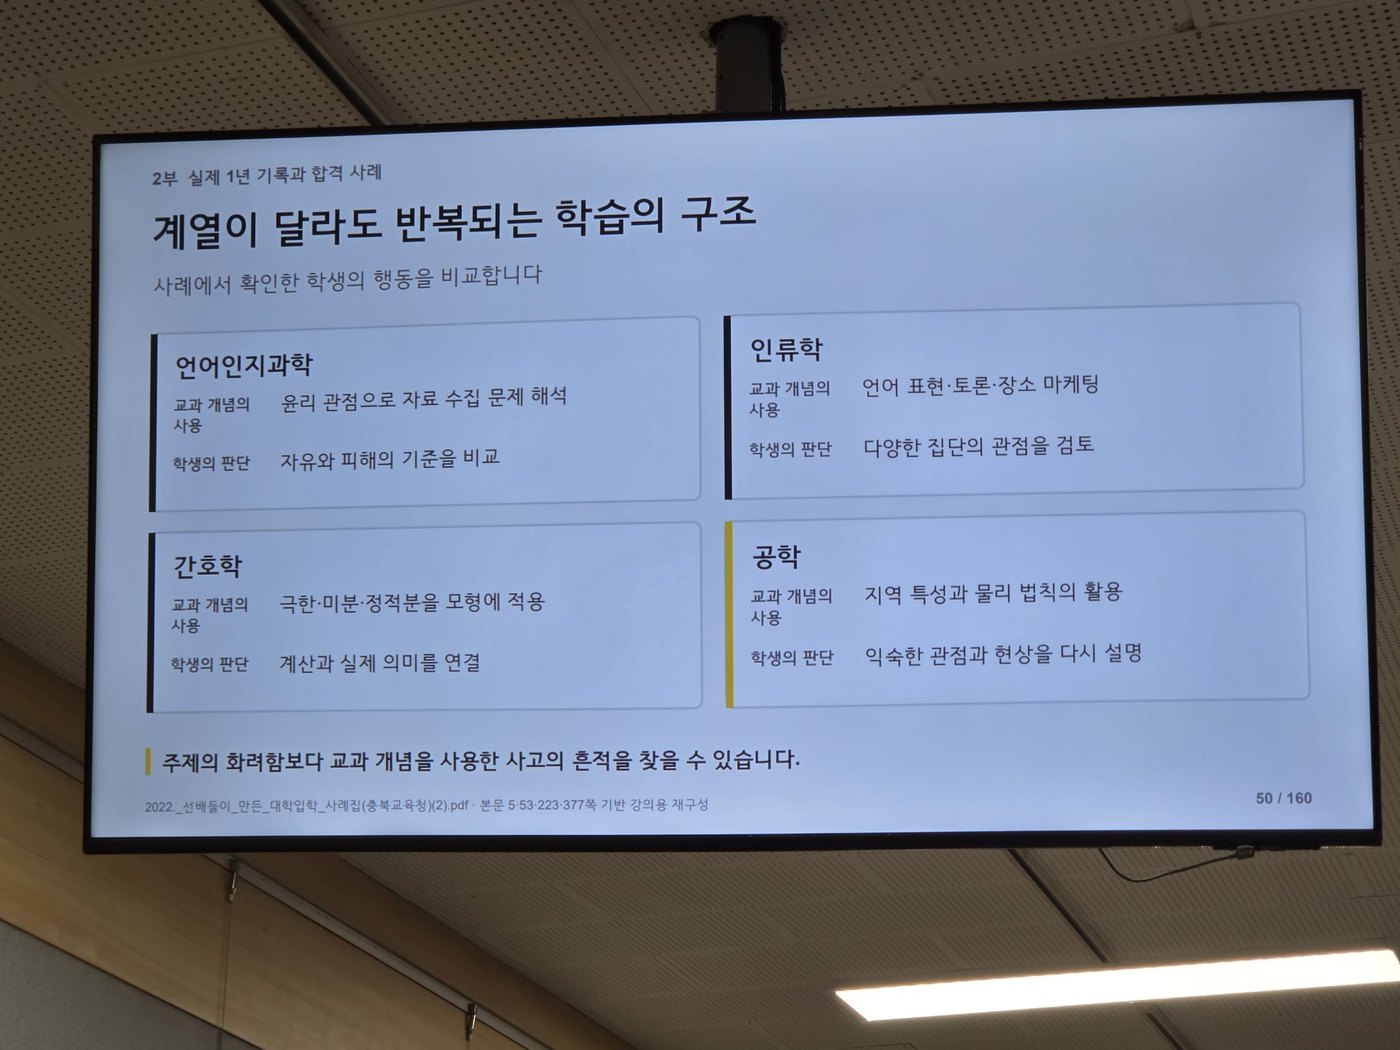 2부 실제 1년 기록과 합격 사례
계열이 달라도 반복되는 학습의 구조
사례에서 확인한 학생의 행동을 비교합니다
언어인지과학
교과 개념의
사용
윤리 관점으로 자료 수집 문제 해석
학생의 판단
자유와 피해의 기준을 비교
인류학
교과 개념의
사용
언어 표현·토론·장소 마케팅
학생의 판단
다양한 집단의 관점을 검토
간호학
교과 개념의
사용
극한·미분·정적분을 모형에 적용
학생의 판단
계산과 실제 의미를 연결
공학
교과 개념의
사용
지역 특성과 물리 법칙의 활용
학생의 판단
익숙한 관점과 현상을 다시 설명
주제의 화려함보다 교과 개념을 사용한 사고의 흔적을 찾을 수 있습니다.
2022._선배들이_만든_대학입학_사례집(충북교육청)(2).pdf · 본문 5·53·223·377쪽 기반 강의용 재구성
50 / 160